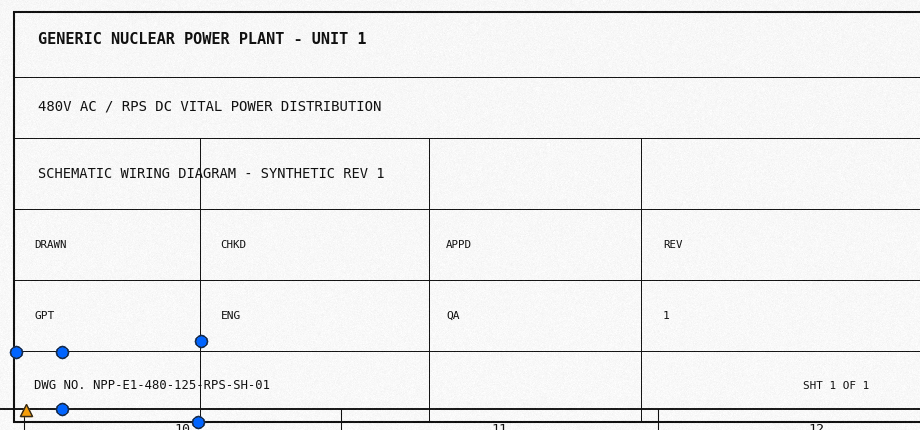 GENERIC NUCLEAR POWER PLANT - UNIT 1
480V AC / RPS DC VITAL POWER DISTRIBUTION
SCHEMATIC WIRING DIAGRAM - SYNTHETIC REV 1
DRAWN CHKD APPD REV
GPT ENG QA 1
DWG NO. NPP-E1-480-125-RPS-SH-01 SHT 1 OF 1
10 11 12